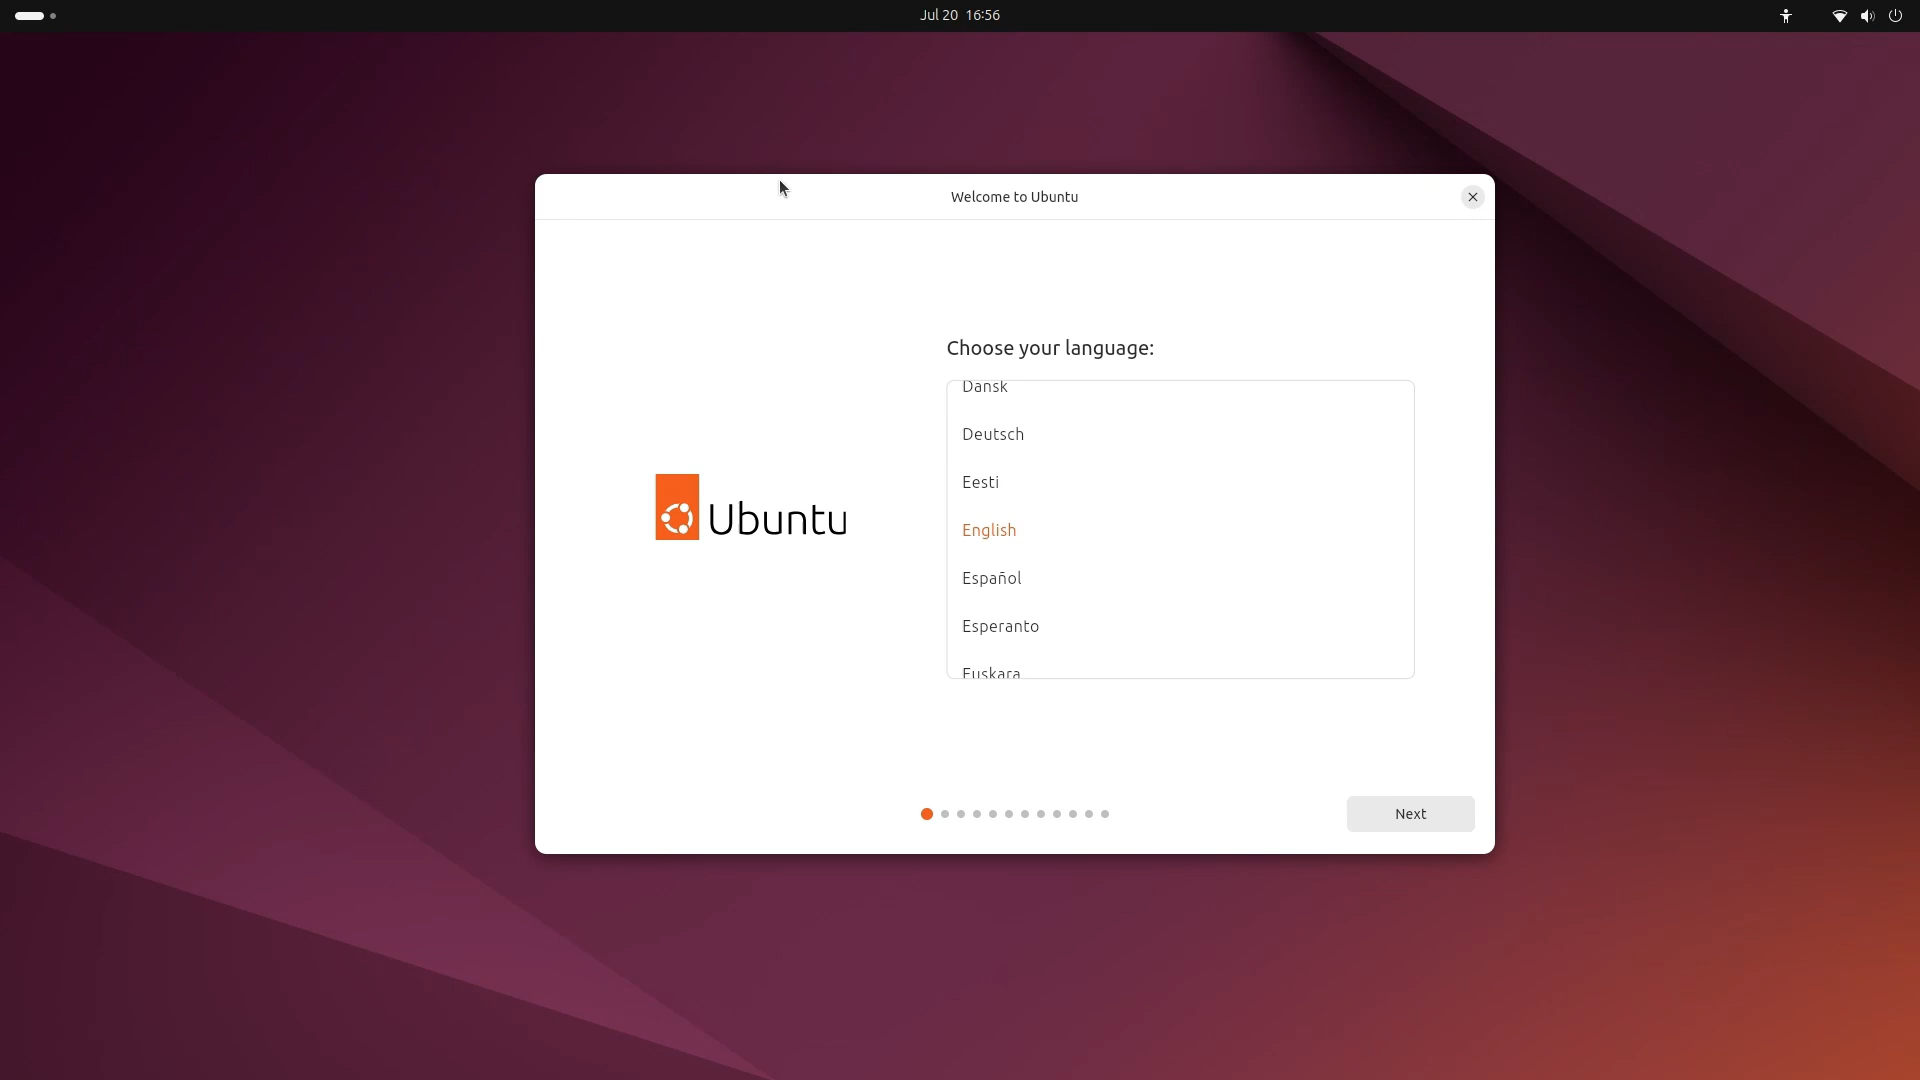 Jul 20 16:56
Welcome to Ubuntu
Choose your language:
Dansk
Deutsch
Eesti
English
Español
Esperanto
Euskara
Ubuntu
Next